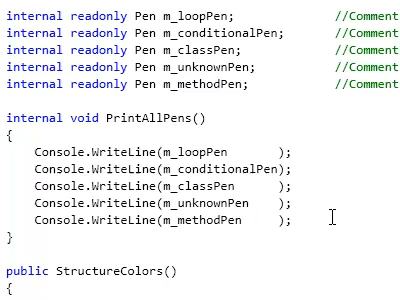 internal readonly Pen m_loopPen;              //Comment
internal readonly Pen m_conditionalPen;       //Comment
internal readonly Pen m_classPen;             //Comment
internal readonly Pen m_unknownPen;           //Comment
internal readonly Pen m_methodPen;            //Comment
internal void PrintAllPens()
{
    Console.WriteLine(m_loopPen       );
    Console.WriteLine(m_conditionalPen);
    Console.WriteLine(m_classPen      );
    Console.WriteLine(m_unknownPen    );
    Console.WriteLine(m_methodPen     );
}
public StructureColors()
{